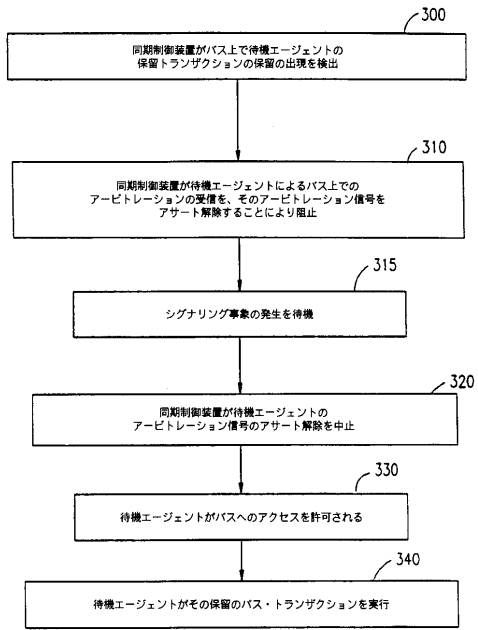 300
同期制御装置がバス上で待機エージェントの
保留トランザクションの保留の出現を検出
310
同期制御装置が待機エージェントによるバス上での
アービトレーションの受信を、そのアービトレーション信号を
アサート解除することにより阻止
315
シグナリング事象の発生を待機
320
同期制御装置が待機エージェントの
アービトレーション信号のアサート解除を中止
330
待機エージェントがバスへのアクセスを許可される
340
待機エージェントがその保留のバス・トランザクションを実行